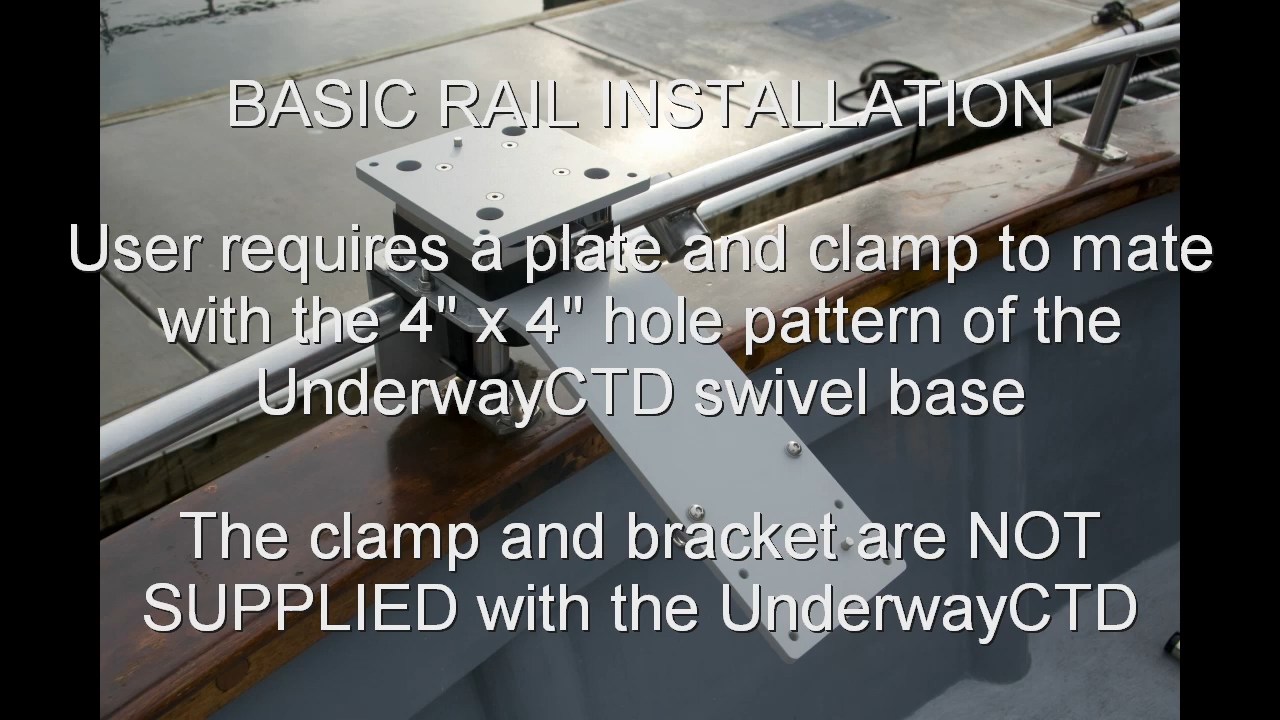 BASIC RAIL INSTALLATION
User requires a plate and clamp to mate
with the 4" x 4" hole pattern of the
UnderwayCTD swivel base
The clamp and bracket are NOT
SUPPLIED with the UnderwayCTD